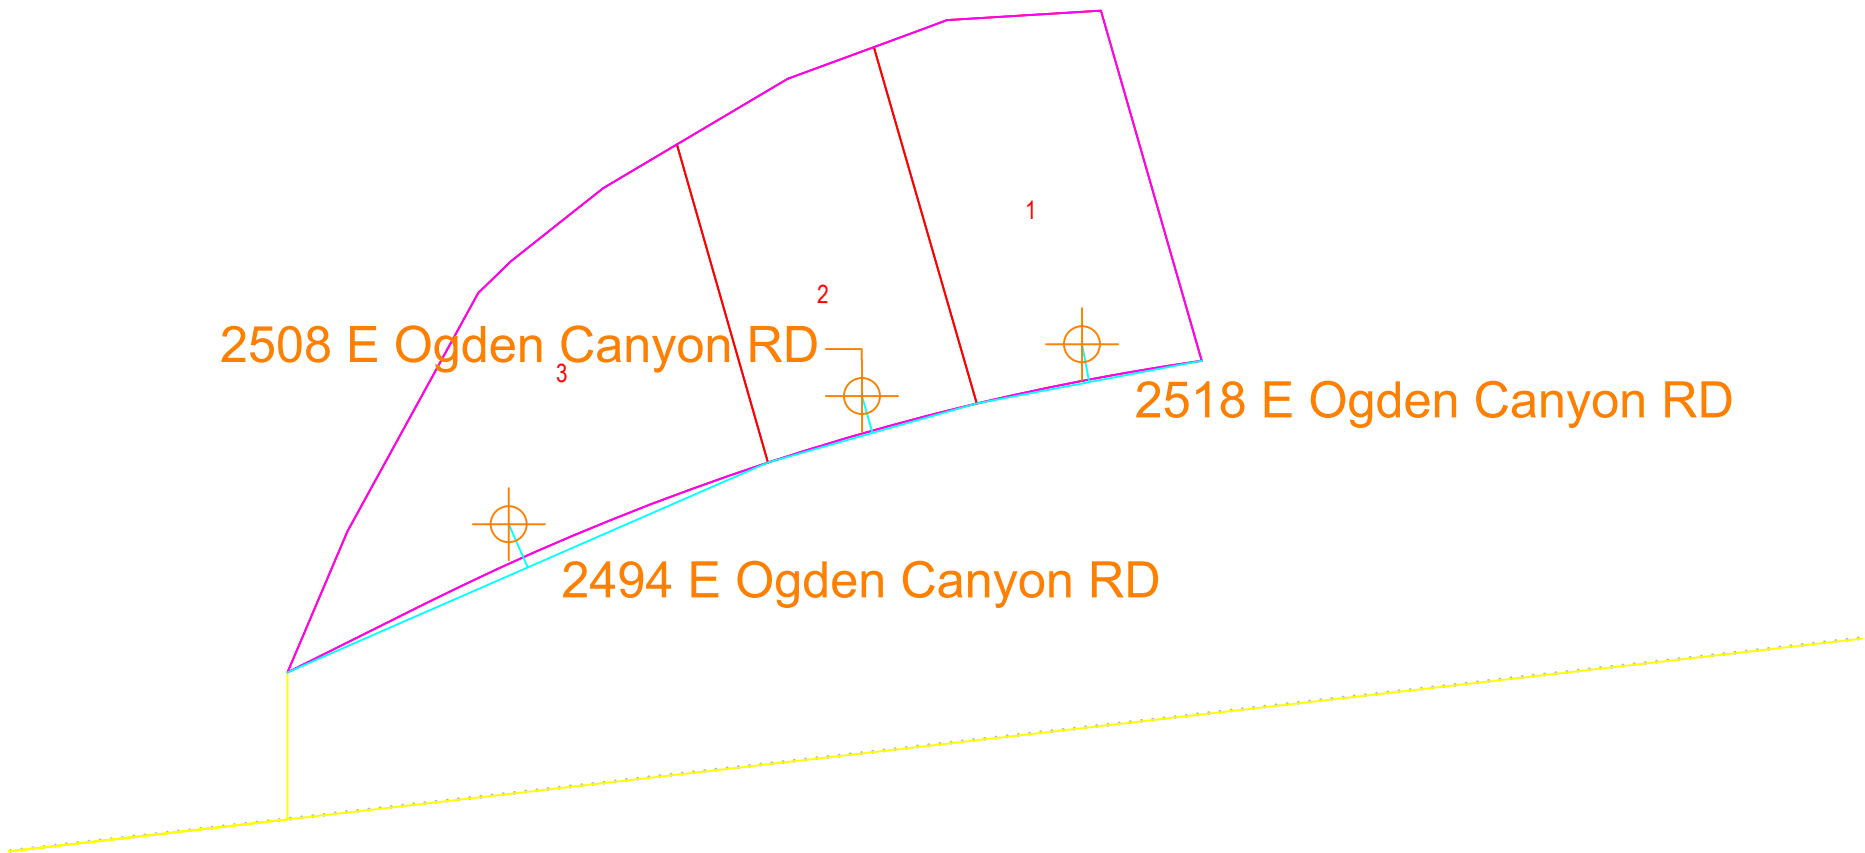 1
2
2508 E Ogden Canyon RD
3
2518 E Ogden Canyon RD
2494 E Ogden Canyon RD